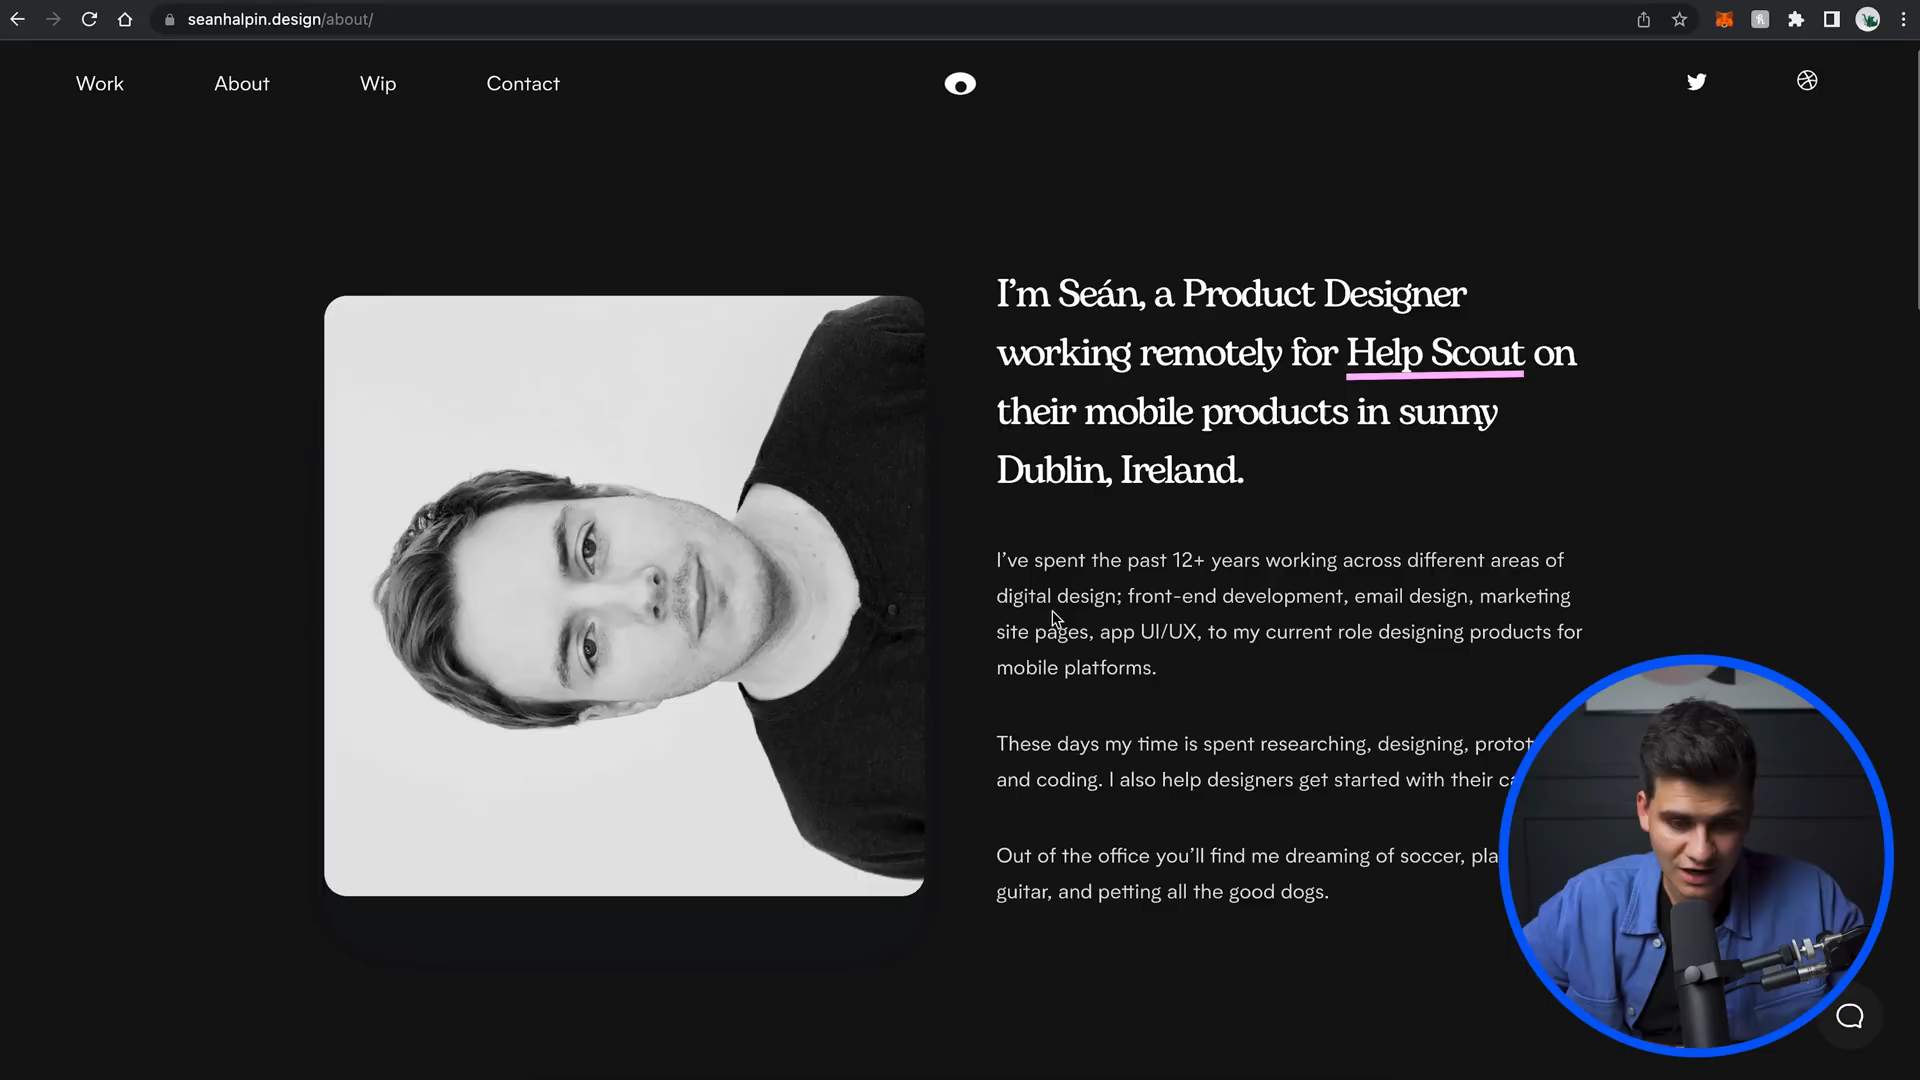 seanhalpin.design/about/
Work
About
Wip
Contact
I’m Seán, a Product Designer
working remotely for Help Scout on
their mobile products in sunny
Dublin, Ireland.
I’ve spent the past 12+ years working across different areas of
digital design; front-end development, email design, marketing
site pages, app UI/UX, to my current role designing products for
mobile platforms.
These days my time is spent researching, designing,
and coding. I also help designers get started with their
Out of the office you’ll find me dreaming of soccer,
guitar, and petting all the good dogs.